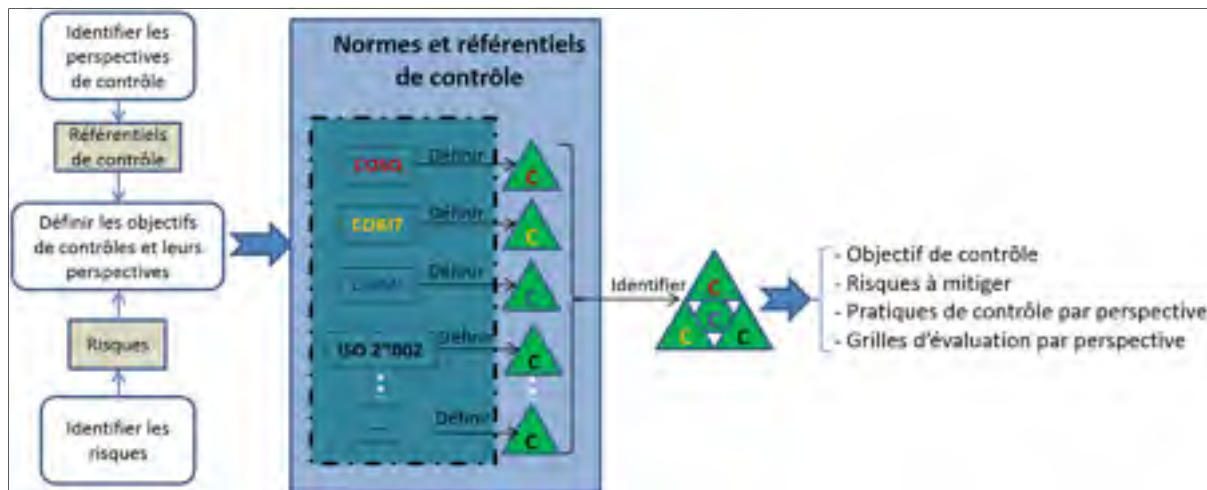 Identifier les
perspectives
de contrôle
Référentiels
de contrôle
Définir les objectifs
de contrôles et leurs
perspectives
Risques
Identifier les
risques
Normes et référentiels
de contrôle
Définir
C
Définir
C
Définir
C
ISO
Définir
C
Définir
C
Identifier
C
C
C
C
- Objectif de contrôle
- Risques à mitiger
- Pratiques de contrôle par perspective
- Grilles d'évaluation par perspective